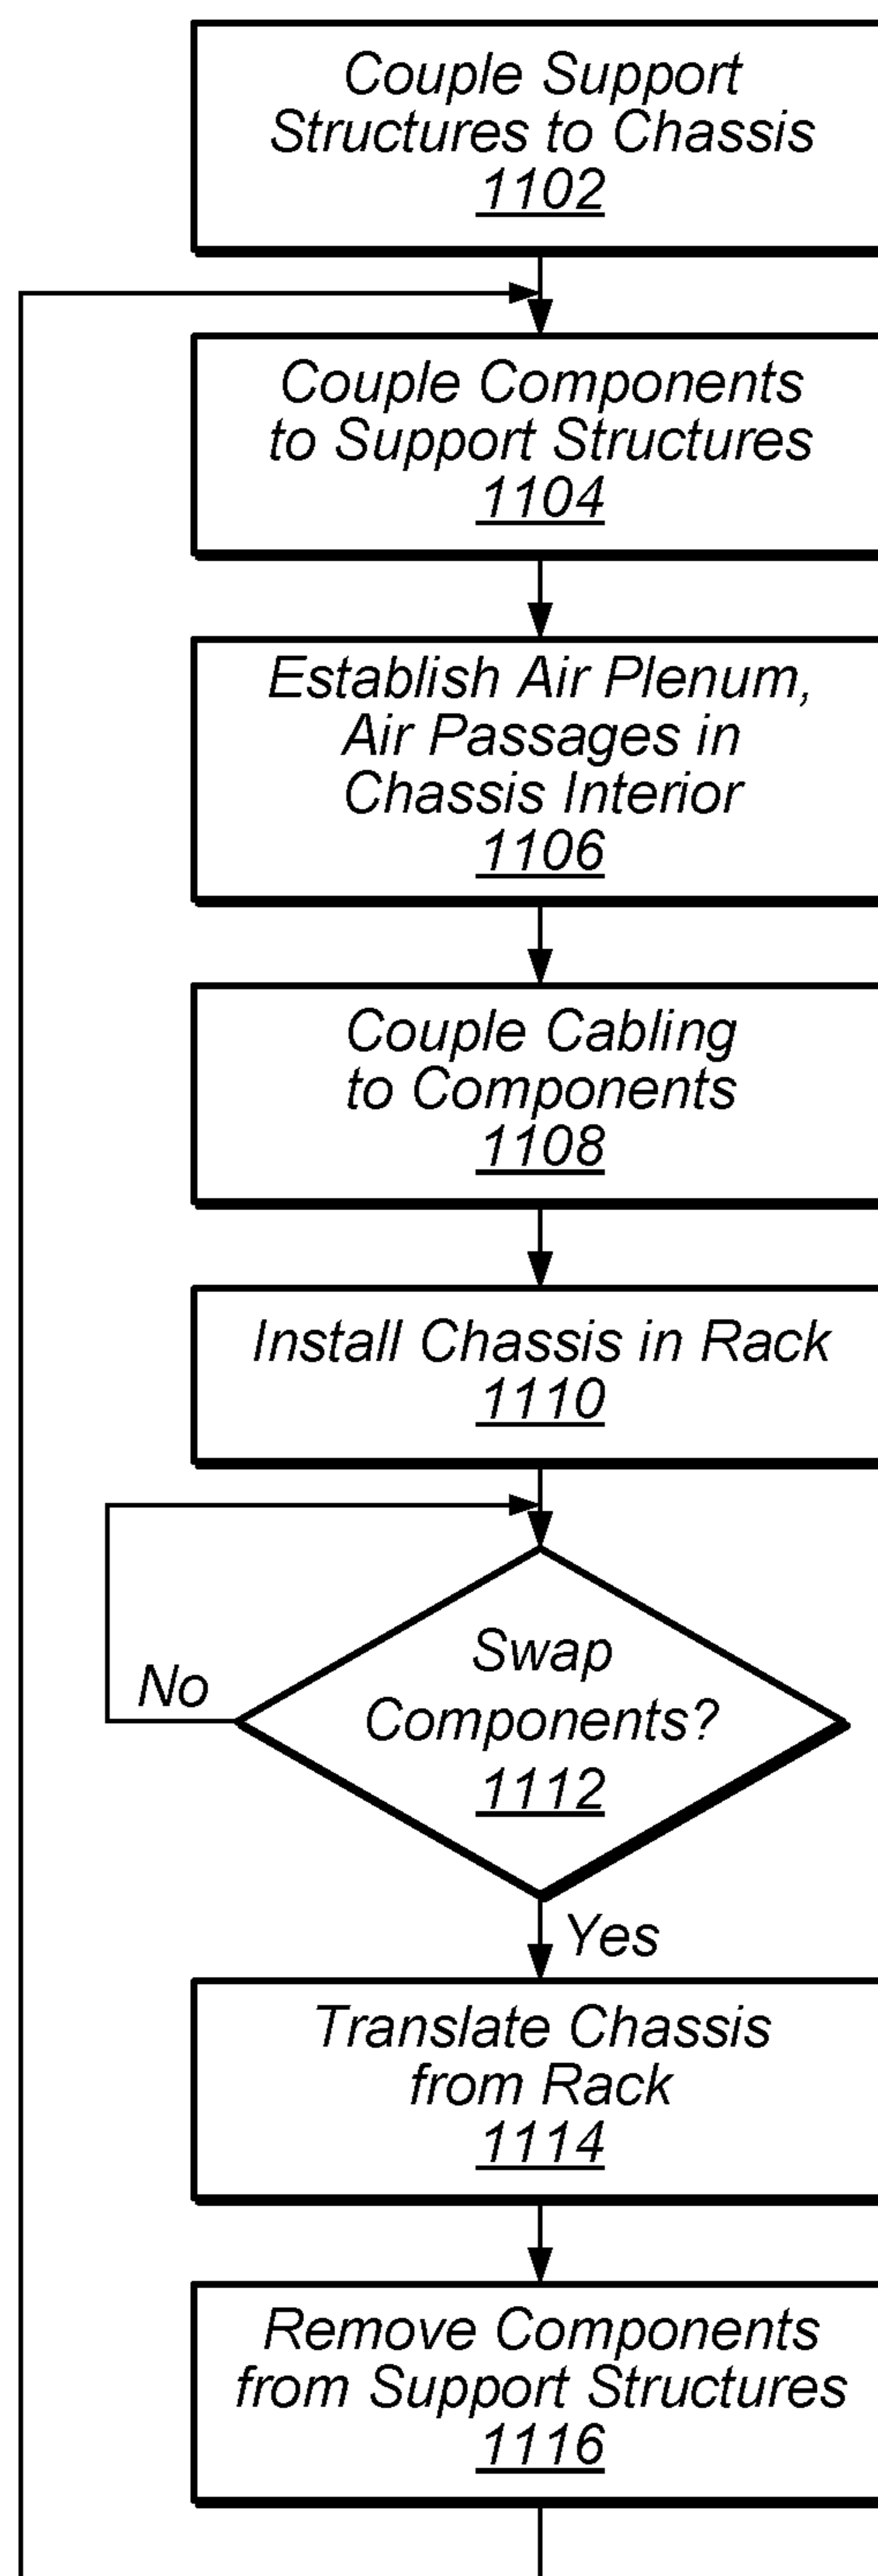 Couple Support
Structures to Chassis
1102
Couple Components
to Support Structures
1104
Establish Air Plenum,
Air Passages in
Chassis Interior
1106
Couple Cabling
to Components
1108
Install Chassis in Rack
1110
Swap
Components?
1112
No
Yes
Translate Chassis
from Rack
1114
Remove Components
from Support Structures
1116